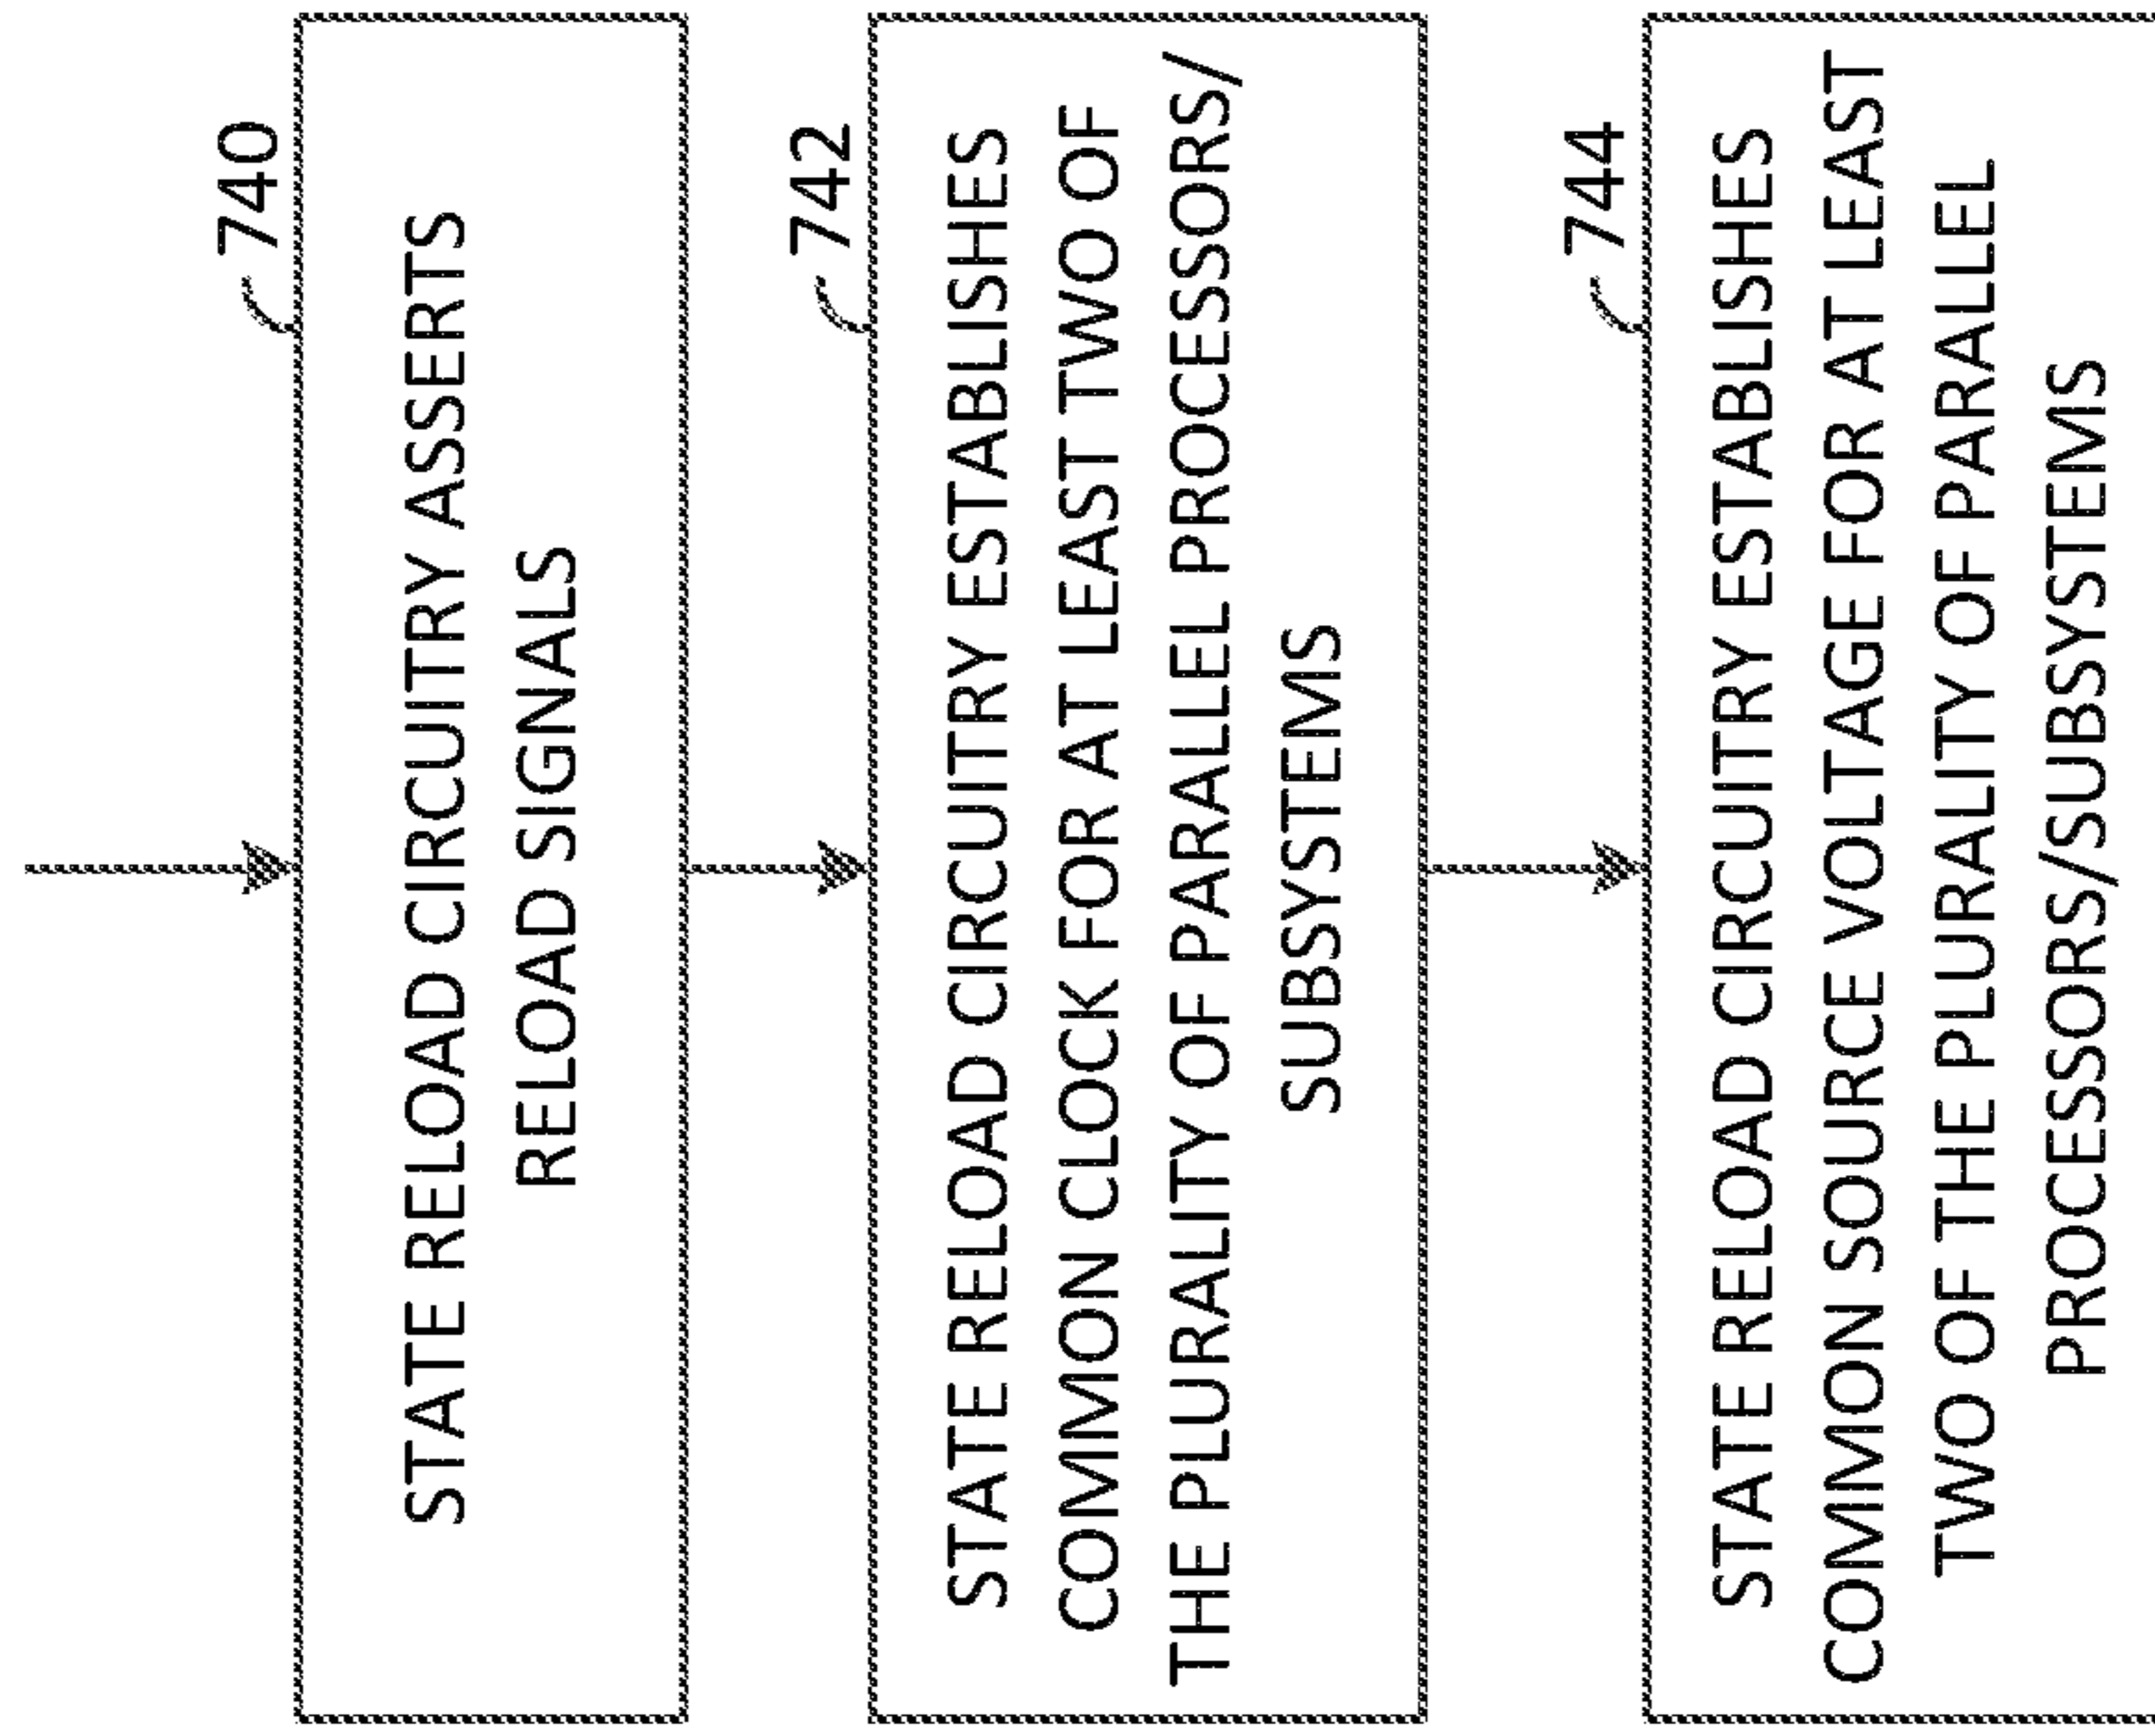 740
STATE RELOAD CIRCUITRY ASSERTS
RELOAD SIGNALS
742
STATE RELOAD CIRCUITRY ESTABLISHES
COMMON CLOCK FOR AT LEAST TWO OF
THE PLURALITY OF PARALLEL PROCESSORS/
SUBSYSTEMS
744
STATE RELOAD CIRCUITRY ESTABLISHES
COMMON SOURCE VOLTAGE FOR AT LEAST
TWO OF THE PLURALITY OF PARALLEL
PROCESSORS/SUBSYSTEMS